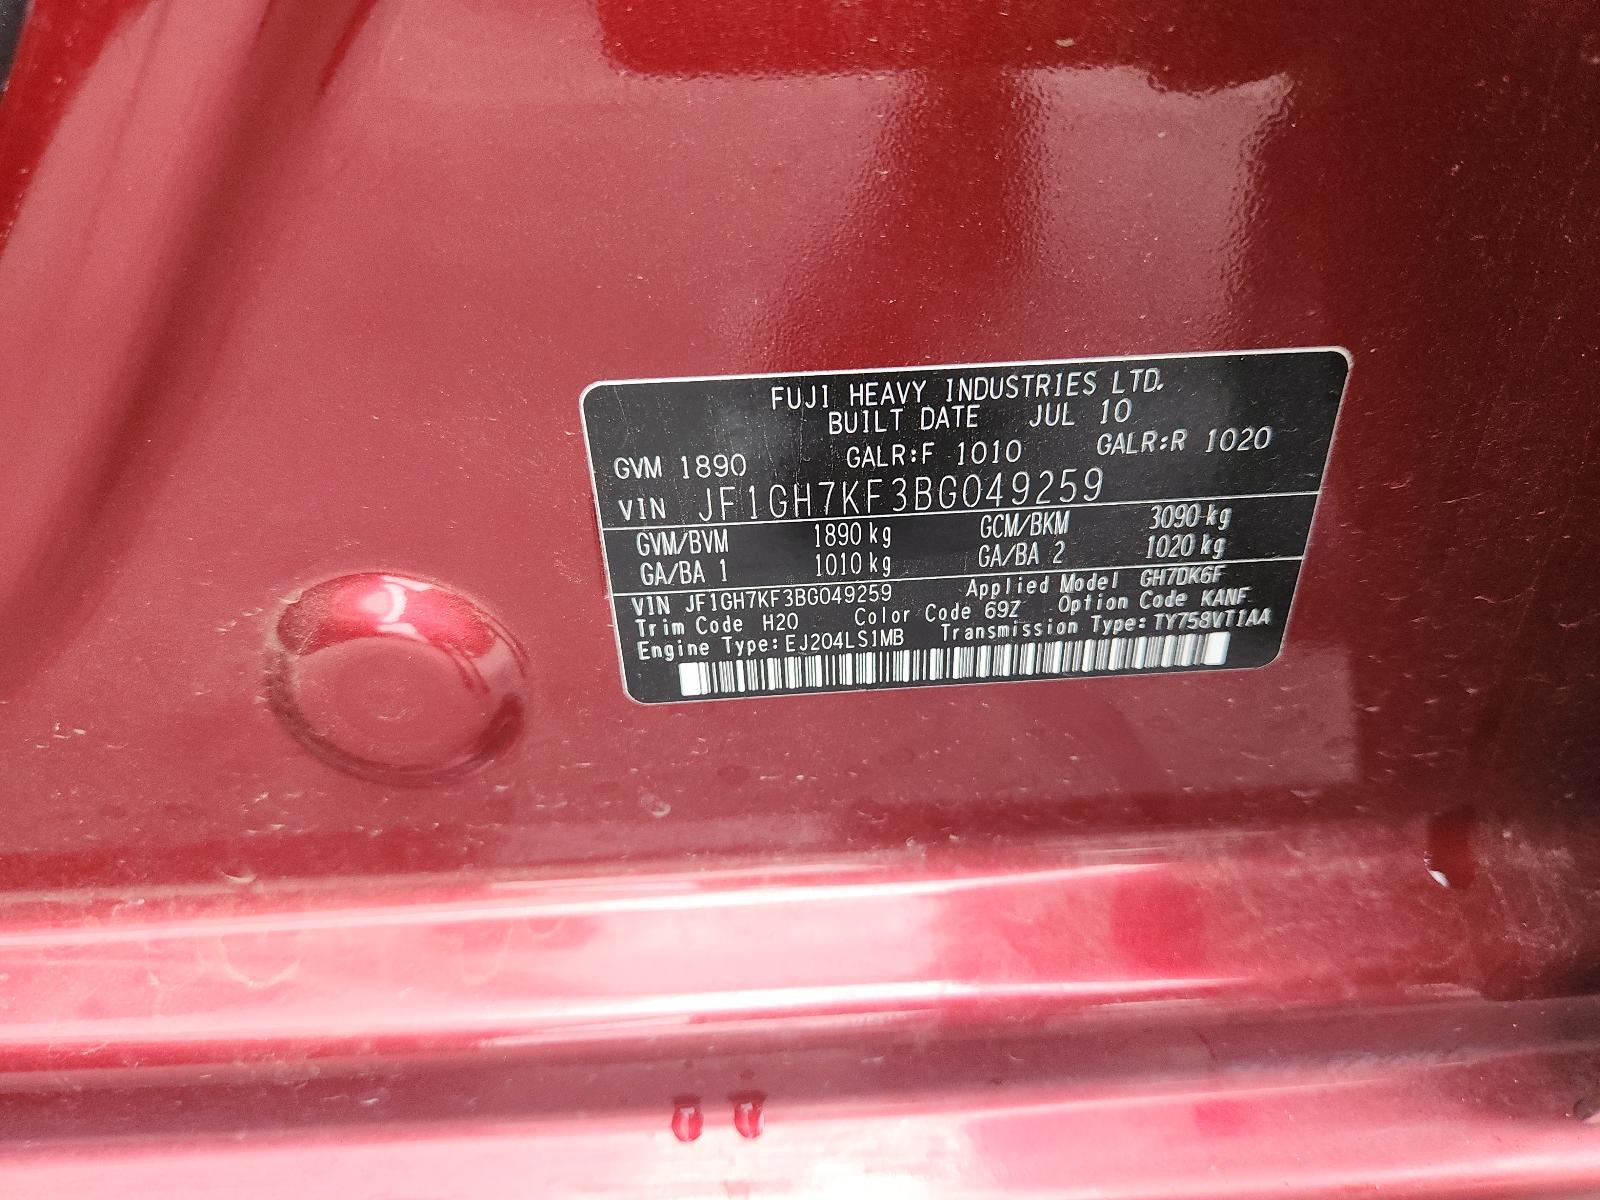 FUJI HEAVY INDUSTRIES LTD.
BUILT DATE JUL 10
GVM 1890 GALR:F 1010 GALR:R 1020
VIN JF1GH7KF3BG049259
GVM/BVM 1890 kg GCM/BKM 3090 kg
GA/BA 1 1010 kg GA/BA 2 1020 kg
VIN JF1GH7KF3BG049259 Applied Model GH7DK6F
Trim Code H20 Color Code 69Z Option Code KANF
Engine Type: EJ204LS1MB Transmission Type: TY758VT1AA